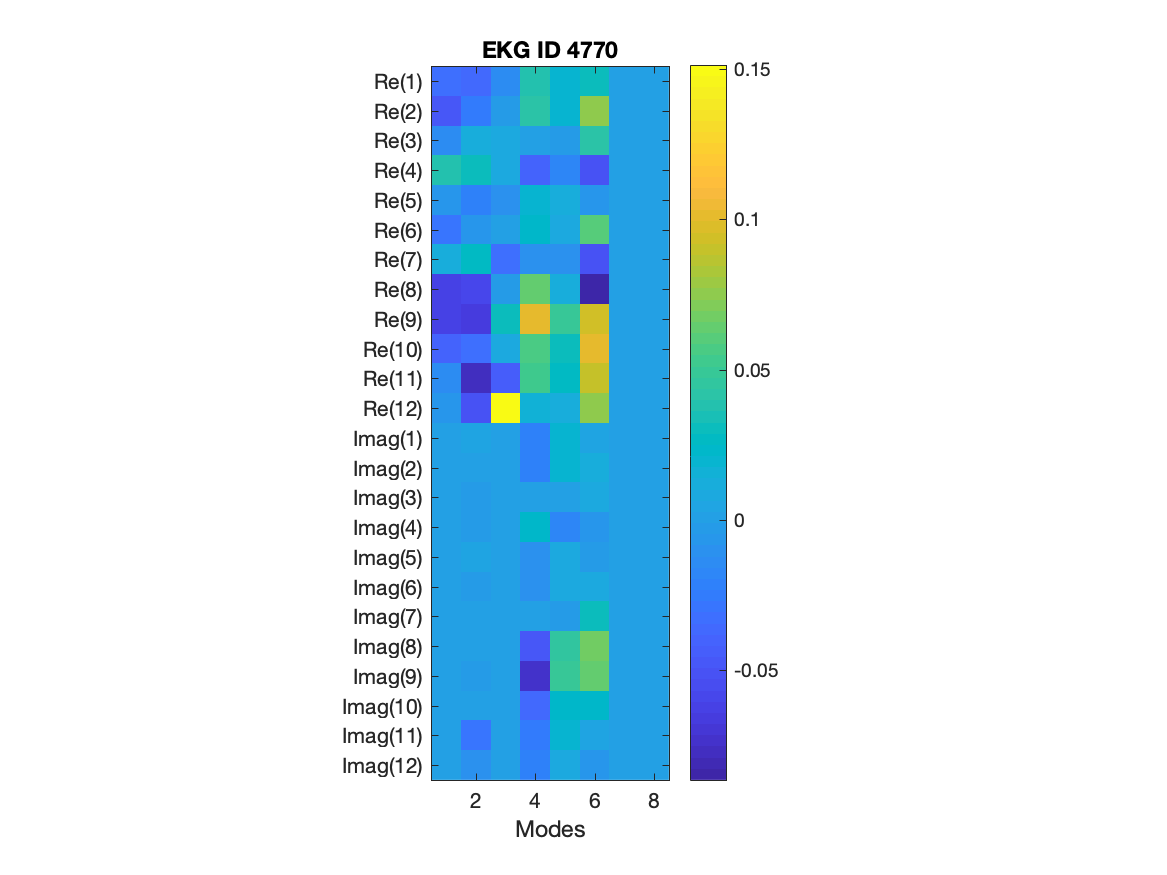 EKG ID 4770
Re(1)
Re(2)
Re(3)
Re(4)
Re(5)
Re(6)
Re(7)
Re(8)
Re(9)
Re(10)
Re(11)
Re(12)
Imag(1)
Imag(2)
Imag(3)
Imag(4)
Imag(5)
Imag(6)
Imag(7)
Imag(8)
Imag(9)
Imag(10)
Imag(11)
Imag(12)
2 4 6 8
Modes
0.15
0.1
0.05
0
-0.05